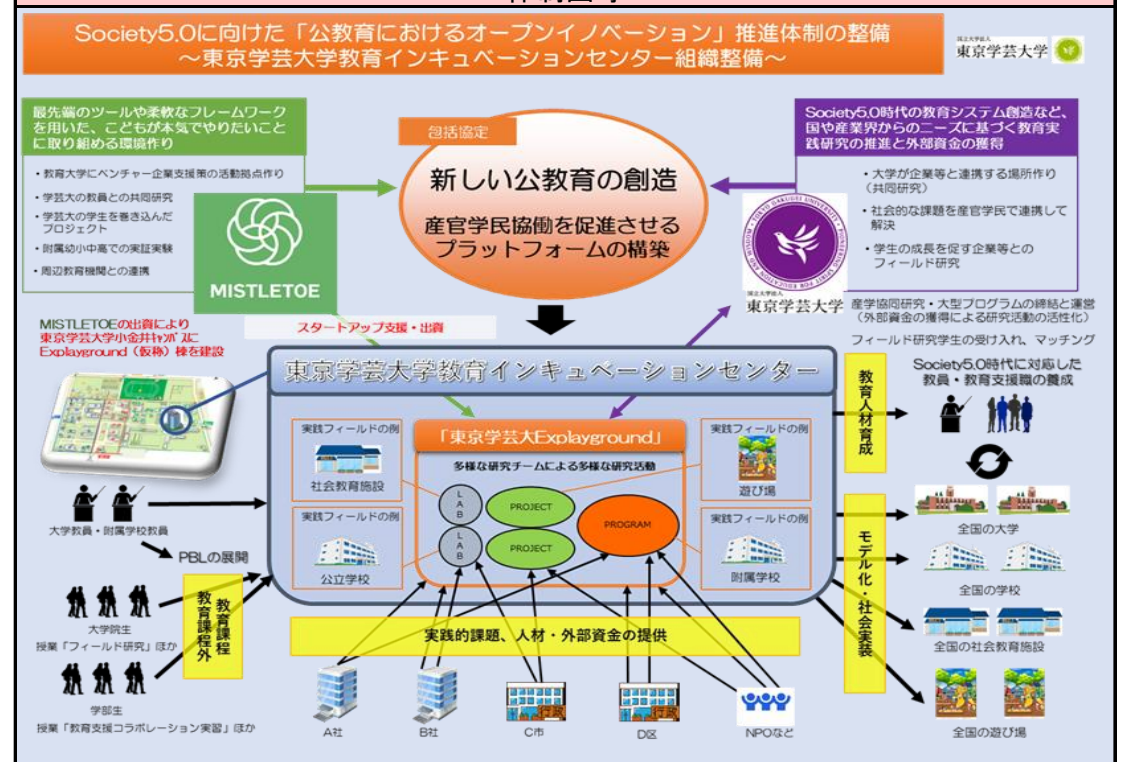 Society5.0に向けた「公教育におけるオープンイノベーション」推進体制の整備
～東京学芸大学教育インキュベーションセンター組織整備～
国立大学法人
東京学芸大学
最先端のツールや柔軟なフレームワーク
を用いた、こどもが本気でやりたいこと
に取り組める環境作り
・教育大学にベンチャー企業支援策の活動拠点作り
・学芸大の教員との共同研究
・学芸大の学生を巻き込んだ
プロジェクト
・附属幼小中高での実証実験
・周辺教育機関との連携
MISTLETOE
包括協定
新しい公教育の創造
産官学民協働を促進させる
プラットフォームの構築
Society5.0時代の教育システム創造など、
国や産業界からのニーズに基づく教育実
践研究の推進と外部資金の獲得
・大学が企業等と連携する場所作り
（共同研究）
・社会的な課題を産官学民で連携して
解決
・学生の成長を促す企業等との
フィールド研究
TOKYO GAKUGEI UNIVERSITY
国立大学法人
東京学芸大学
産学協同研究・大型プログラムの締結と運営
（外部資金の獲得による研究活動の活性化）
フィールド研究学生の受け入れ、マッチング
MISTLETOEの出資により
東京学芸大学小金井ｷｬﾝﾊﾟｽに
Explayground（仮称）棟を建設
スタートアップ支援・出資
東京学芸大学教育インキュベーションセンター
実践フィールドの例
社会教育施設
実践フィールドの例
公立学校
「東京学芸大Explayground」
多様な研究チームによる多様な研究活動
LAB
LAB
PROJECT
PROJECT
PROGRAM
実践フィールドの例
遊び場
実践フィールドの例
附属学校
教育人材育成
Society5.0時代に対応した
教員・教育支援職の養成
モデル化・社会実装
全国の大学
全国の学校
全国の社会教育施設
全国の遊び場
大学教員・附属学校教員
PBLの展開
教育課程
教育課程外
大学院生
授業「フィールド研究」ほか
学部生
授業「教育支援コラボレーション実習」ほか
実践的課題、人材・外部資金の提供
A社
B社
行政
C市
行政
D区
NPOなど